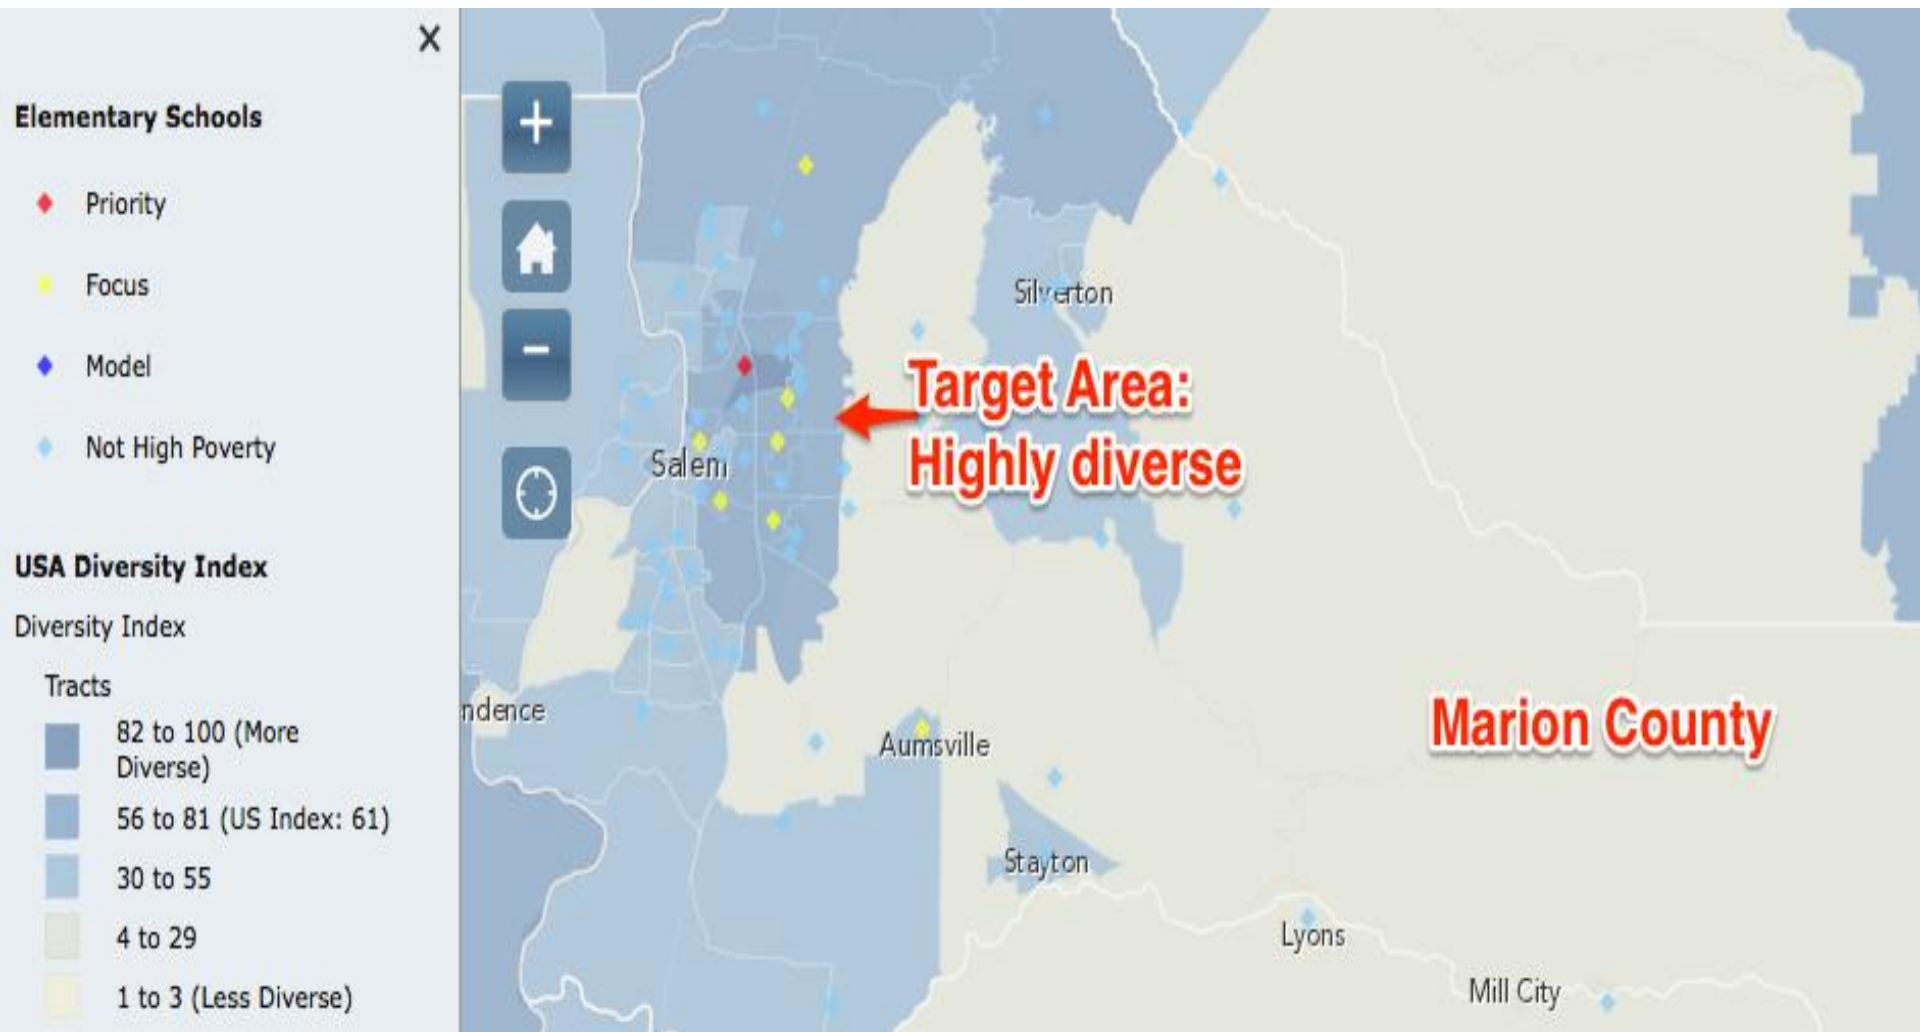 X
Elementary Schools
Priority
Focus
Model
Not High Poverty
USA Diversity Index
Diversity Index
Tracts
82 to 100 (More
Diverse)
56 to 81 (US Index: 61)
30 to 55
4 to 29
1 to 3 (Less Diverse)
+
−
Silverton
Target Area:
Highly diverse
Salem
ndence
Aumsville
Marion County
Stayton
Lyons
Mill City